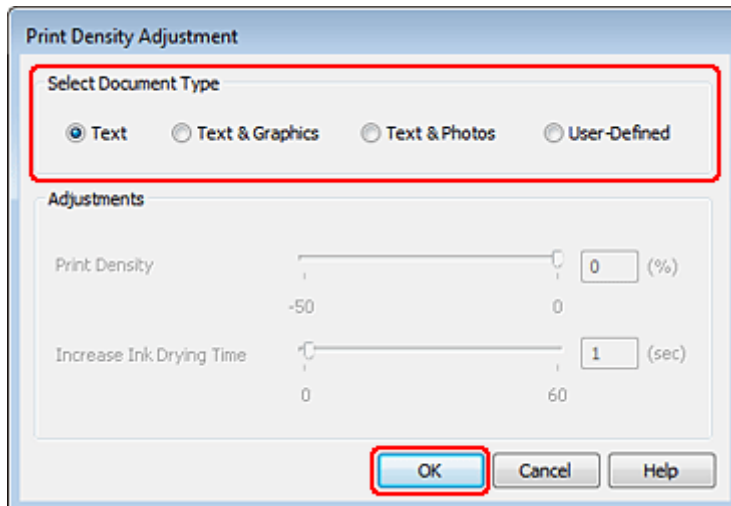 Print Density Adjustment
Select Document Type
Text Text & Graphics Text & Photos User-Defined
Adjustments
Print Density 0 (%)
-50 0
Increase Ink Drying Time 1 (sec)
0 60
OK Cancel Help